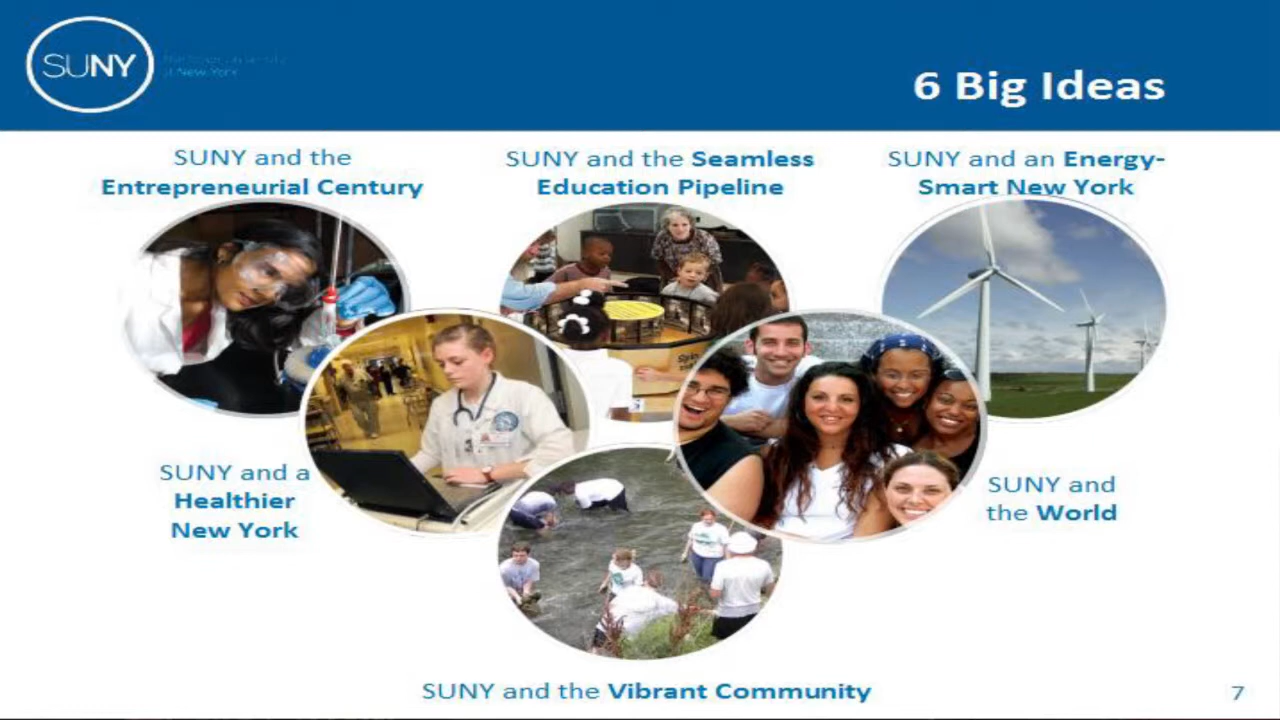 SUNY
6 Big Ideas
SUNY and the
Entrepreneurial Century
SUNY and the Seamless
Education Pipeline
SUNY and an Energy-
Smart New York
SUNY and a
Healthier
New York
SUNY and
the World
SUNY and the Vibrant Community
7